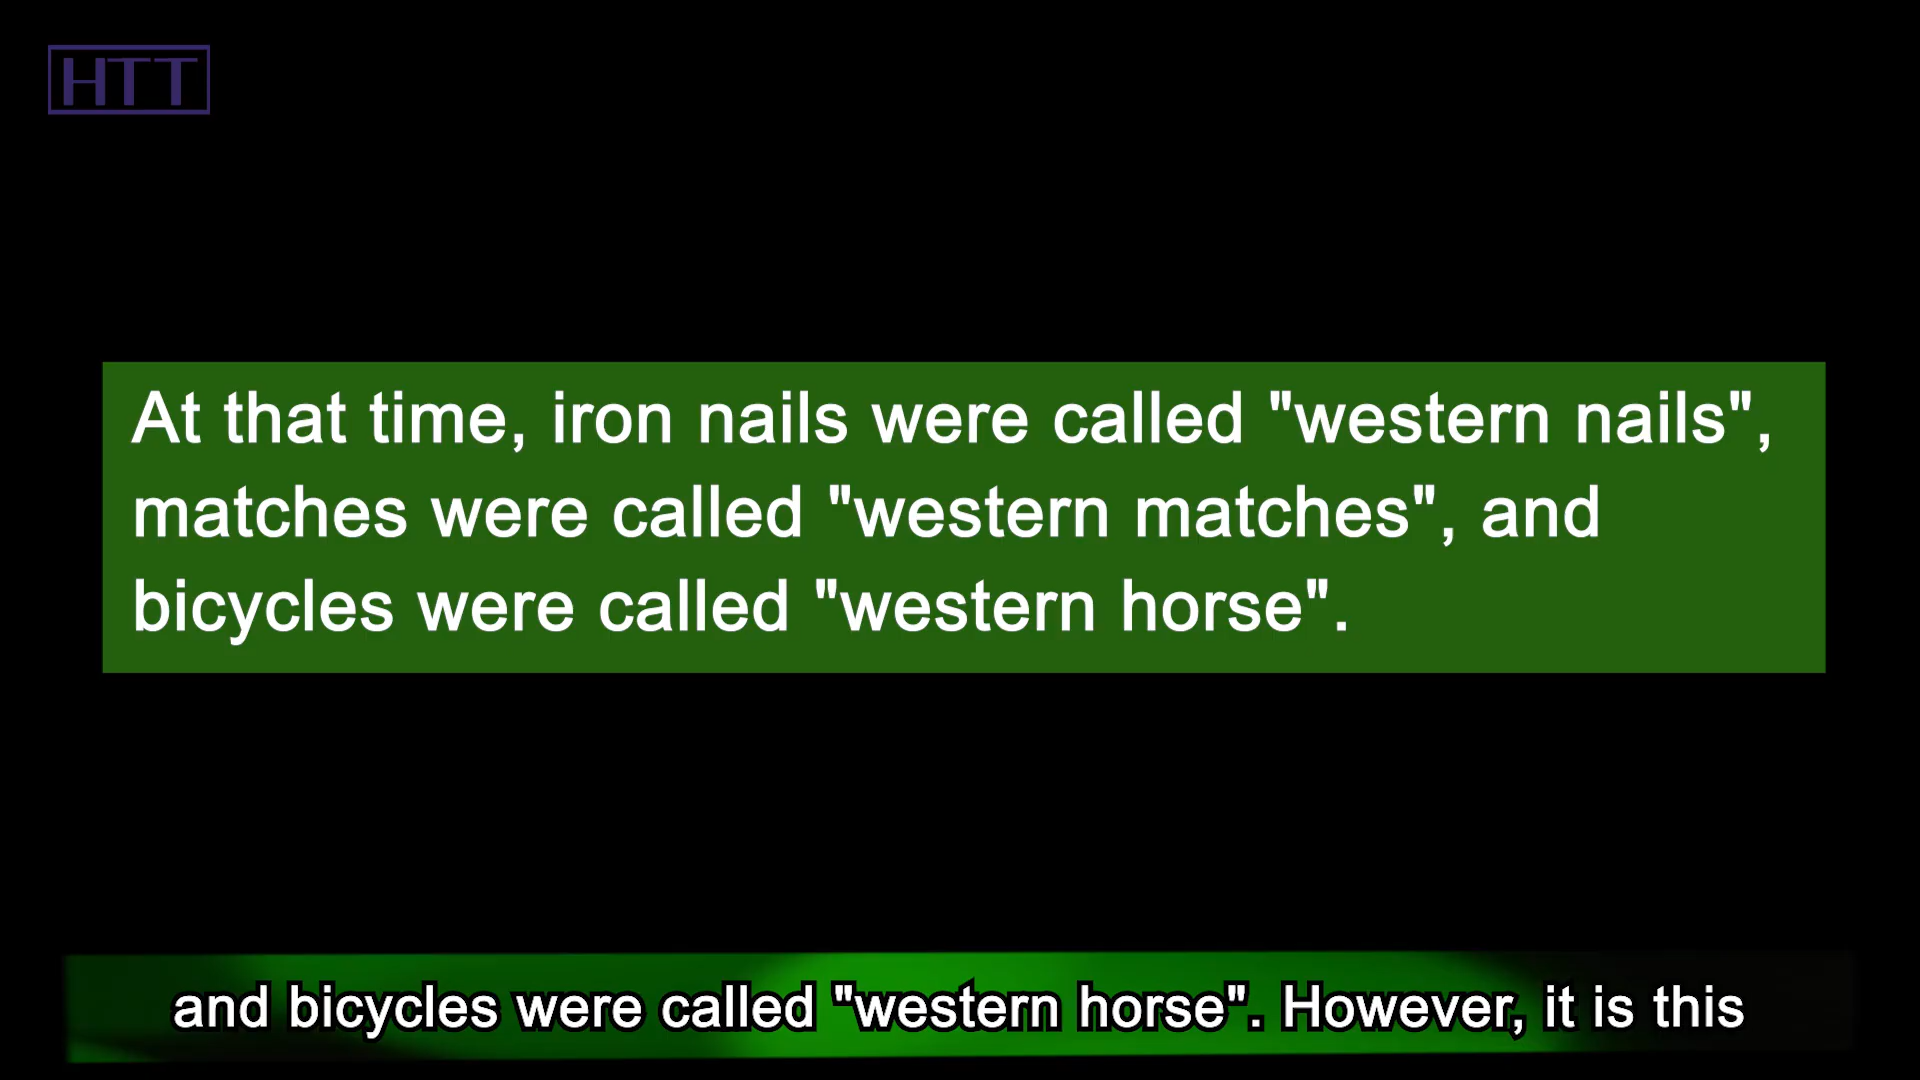 HTT
At that time, iron nails were called "western nails",
matches were called "western matches", and
bicycles were called "western horse".
and bicycles were called "western horse". However, it is this